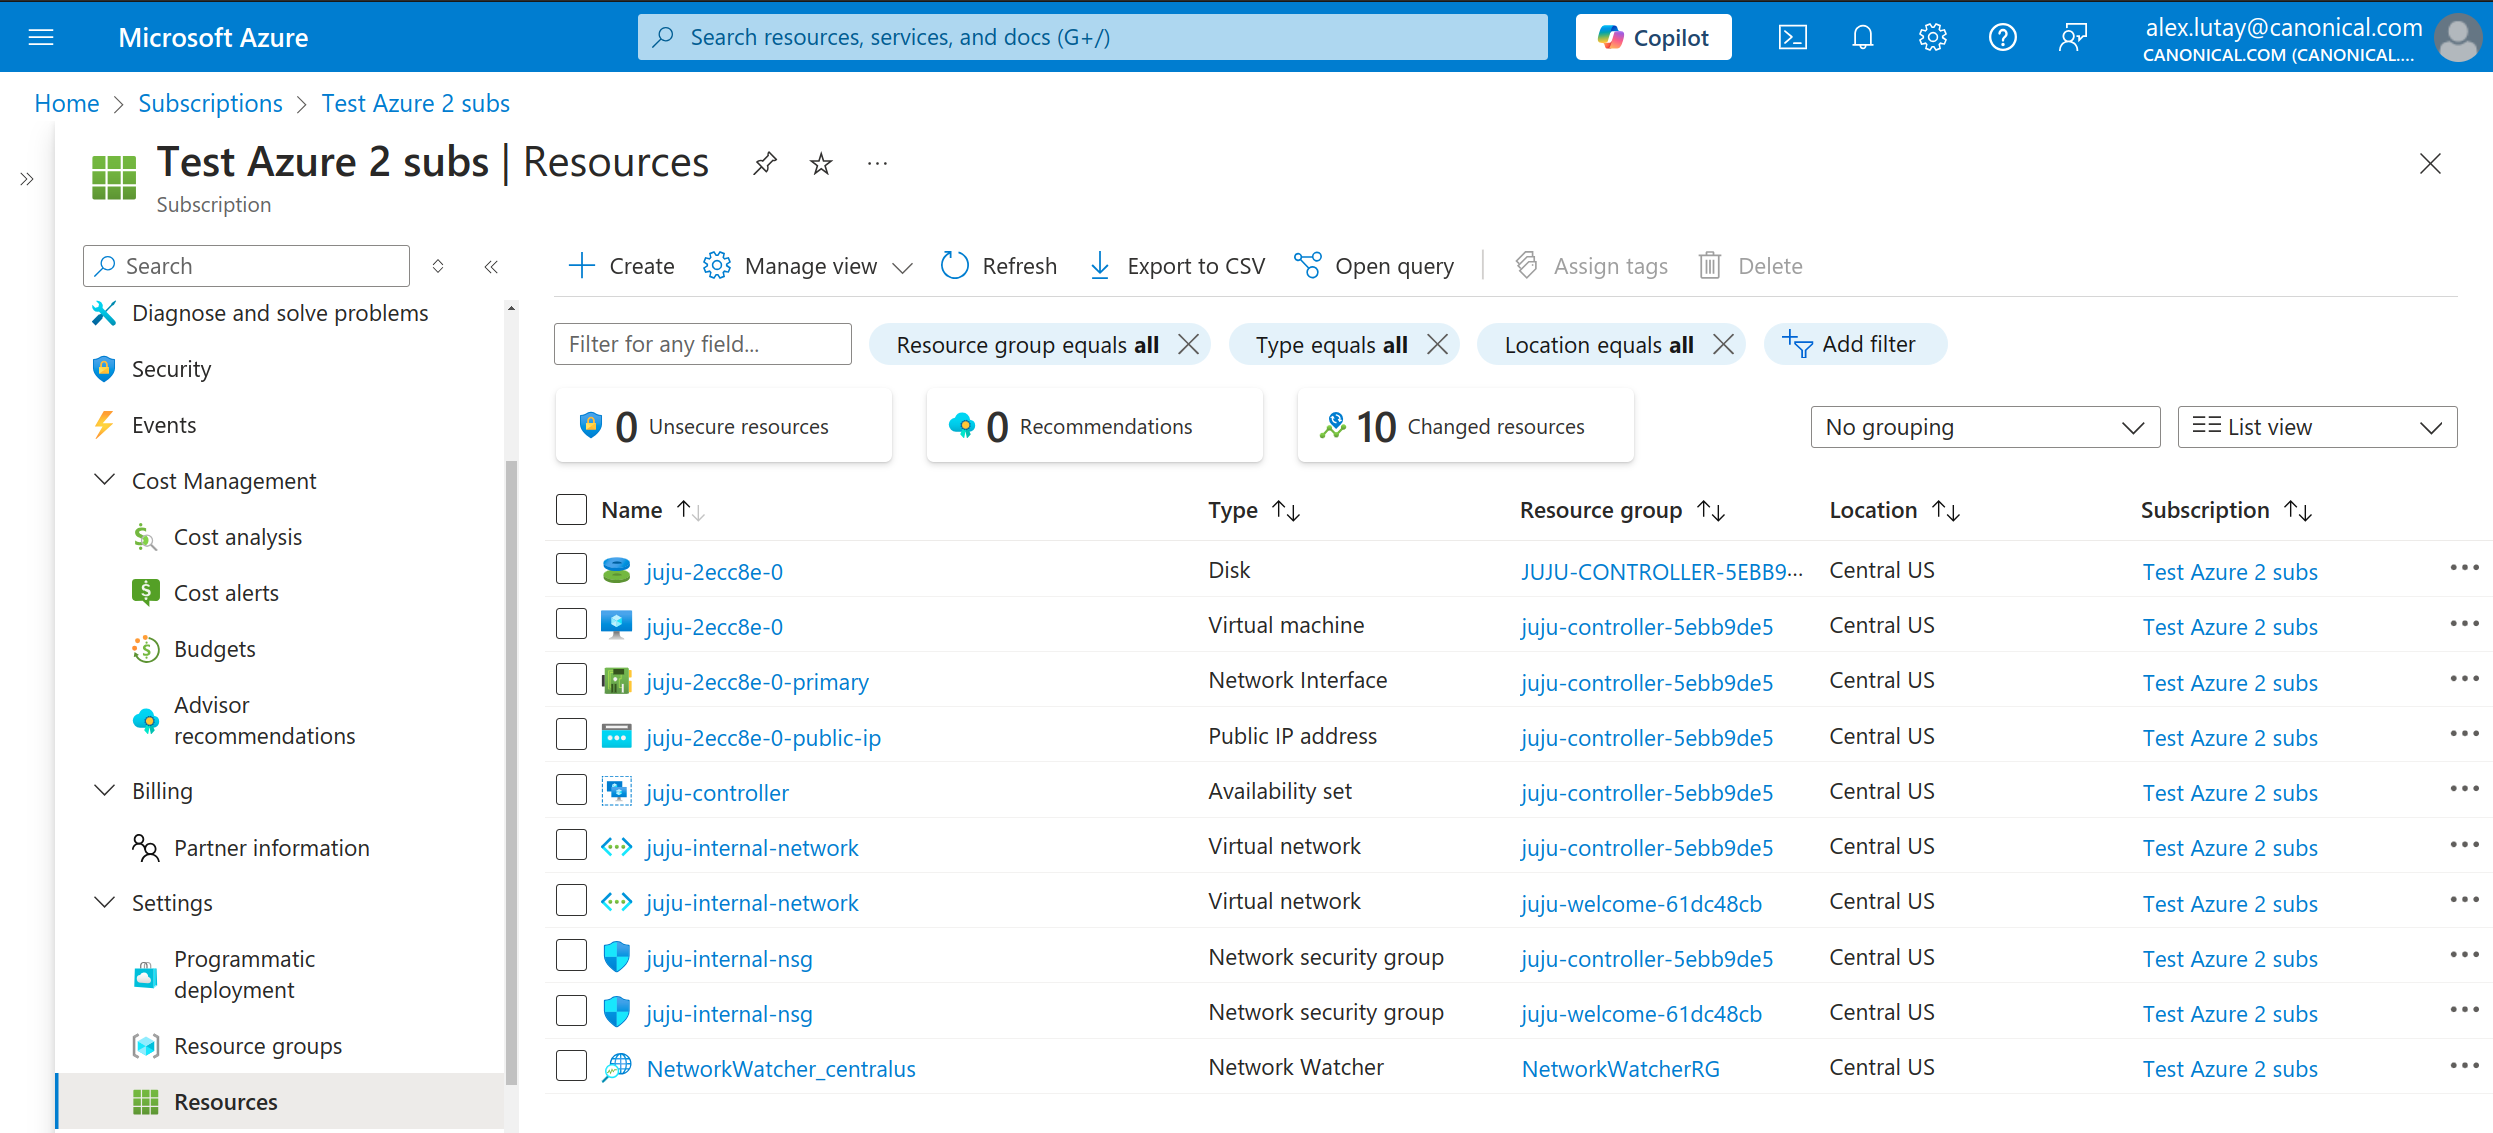 Microsoft Azure
Search resources, services, and docs (G+/)
Copilot
alex.lutay@canonical.com
CANONICAL.COM (CANONICAL....
Home > Subscriptions > Test Azure 2 subs
Test Azure 2 subs | Resources
Subscription
Search
Diagnose and solve problems
Security
Events
Cost Management
Cost analysis
Cost alerts
Budgets
Advisor
recommendations
Billing
Partner information
Settings
Programmatic
deployment
Resource groups
Resources
Create Manage view Refresh Export to CSV Open query Assign tags Delete
Filter for any field... Resource group equals all Type equals all Location equals all Add filter
0 Unsecure resources 0 Recommendations 10 Changed resources No grouping List view
Name Type Resource group Location Subscription
juju-2ecc8e-0 Disk JUJU-CONTROLLER-5EBB9··· Central US Test Azure 2 subs
juju-2ecc8e-0 Virtual machine juju-controller-5ebb9de5 Central US Test Azure 2 subs
juju-2ecc8e-0-primary Network Interface juju-controller-5ebb9de5 Central US Test Azure 2 subs
juju-2ecc8e-0-public-ip Public IP address juju-controller-5ebb9de5 Central US Test Azure 2 subs
juju-controller Availability set juju-controller-5ebb9de5 Central US Test Azure 2 subs
juju-internal-network Virtual network juju-controller-5ebb9de5 Central US Test Azure 2 subs
juju-internal-network Virtual network juju-welcome-61dc48cb Central US Test Azure 2 subs
juju-internal-nsg Network security group juju-controller-5ebb9de5 Central US Test Azure 2 subs
juju-internal-nsg Network security group juju-welcome-61dc48cb Central US Test Azure 2 subs
NetworkWatcher_centralus Network Watcher NetworkWatcherRG Central US Test Azure 2 subs